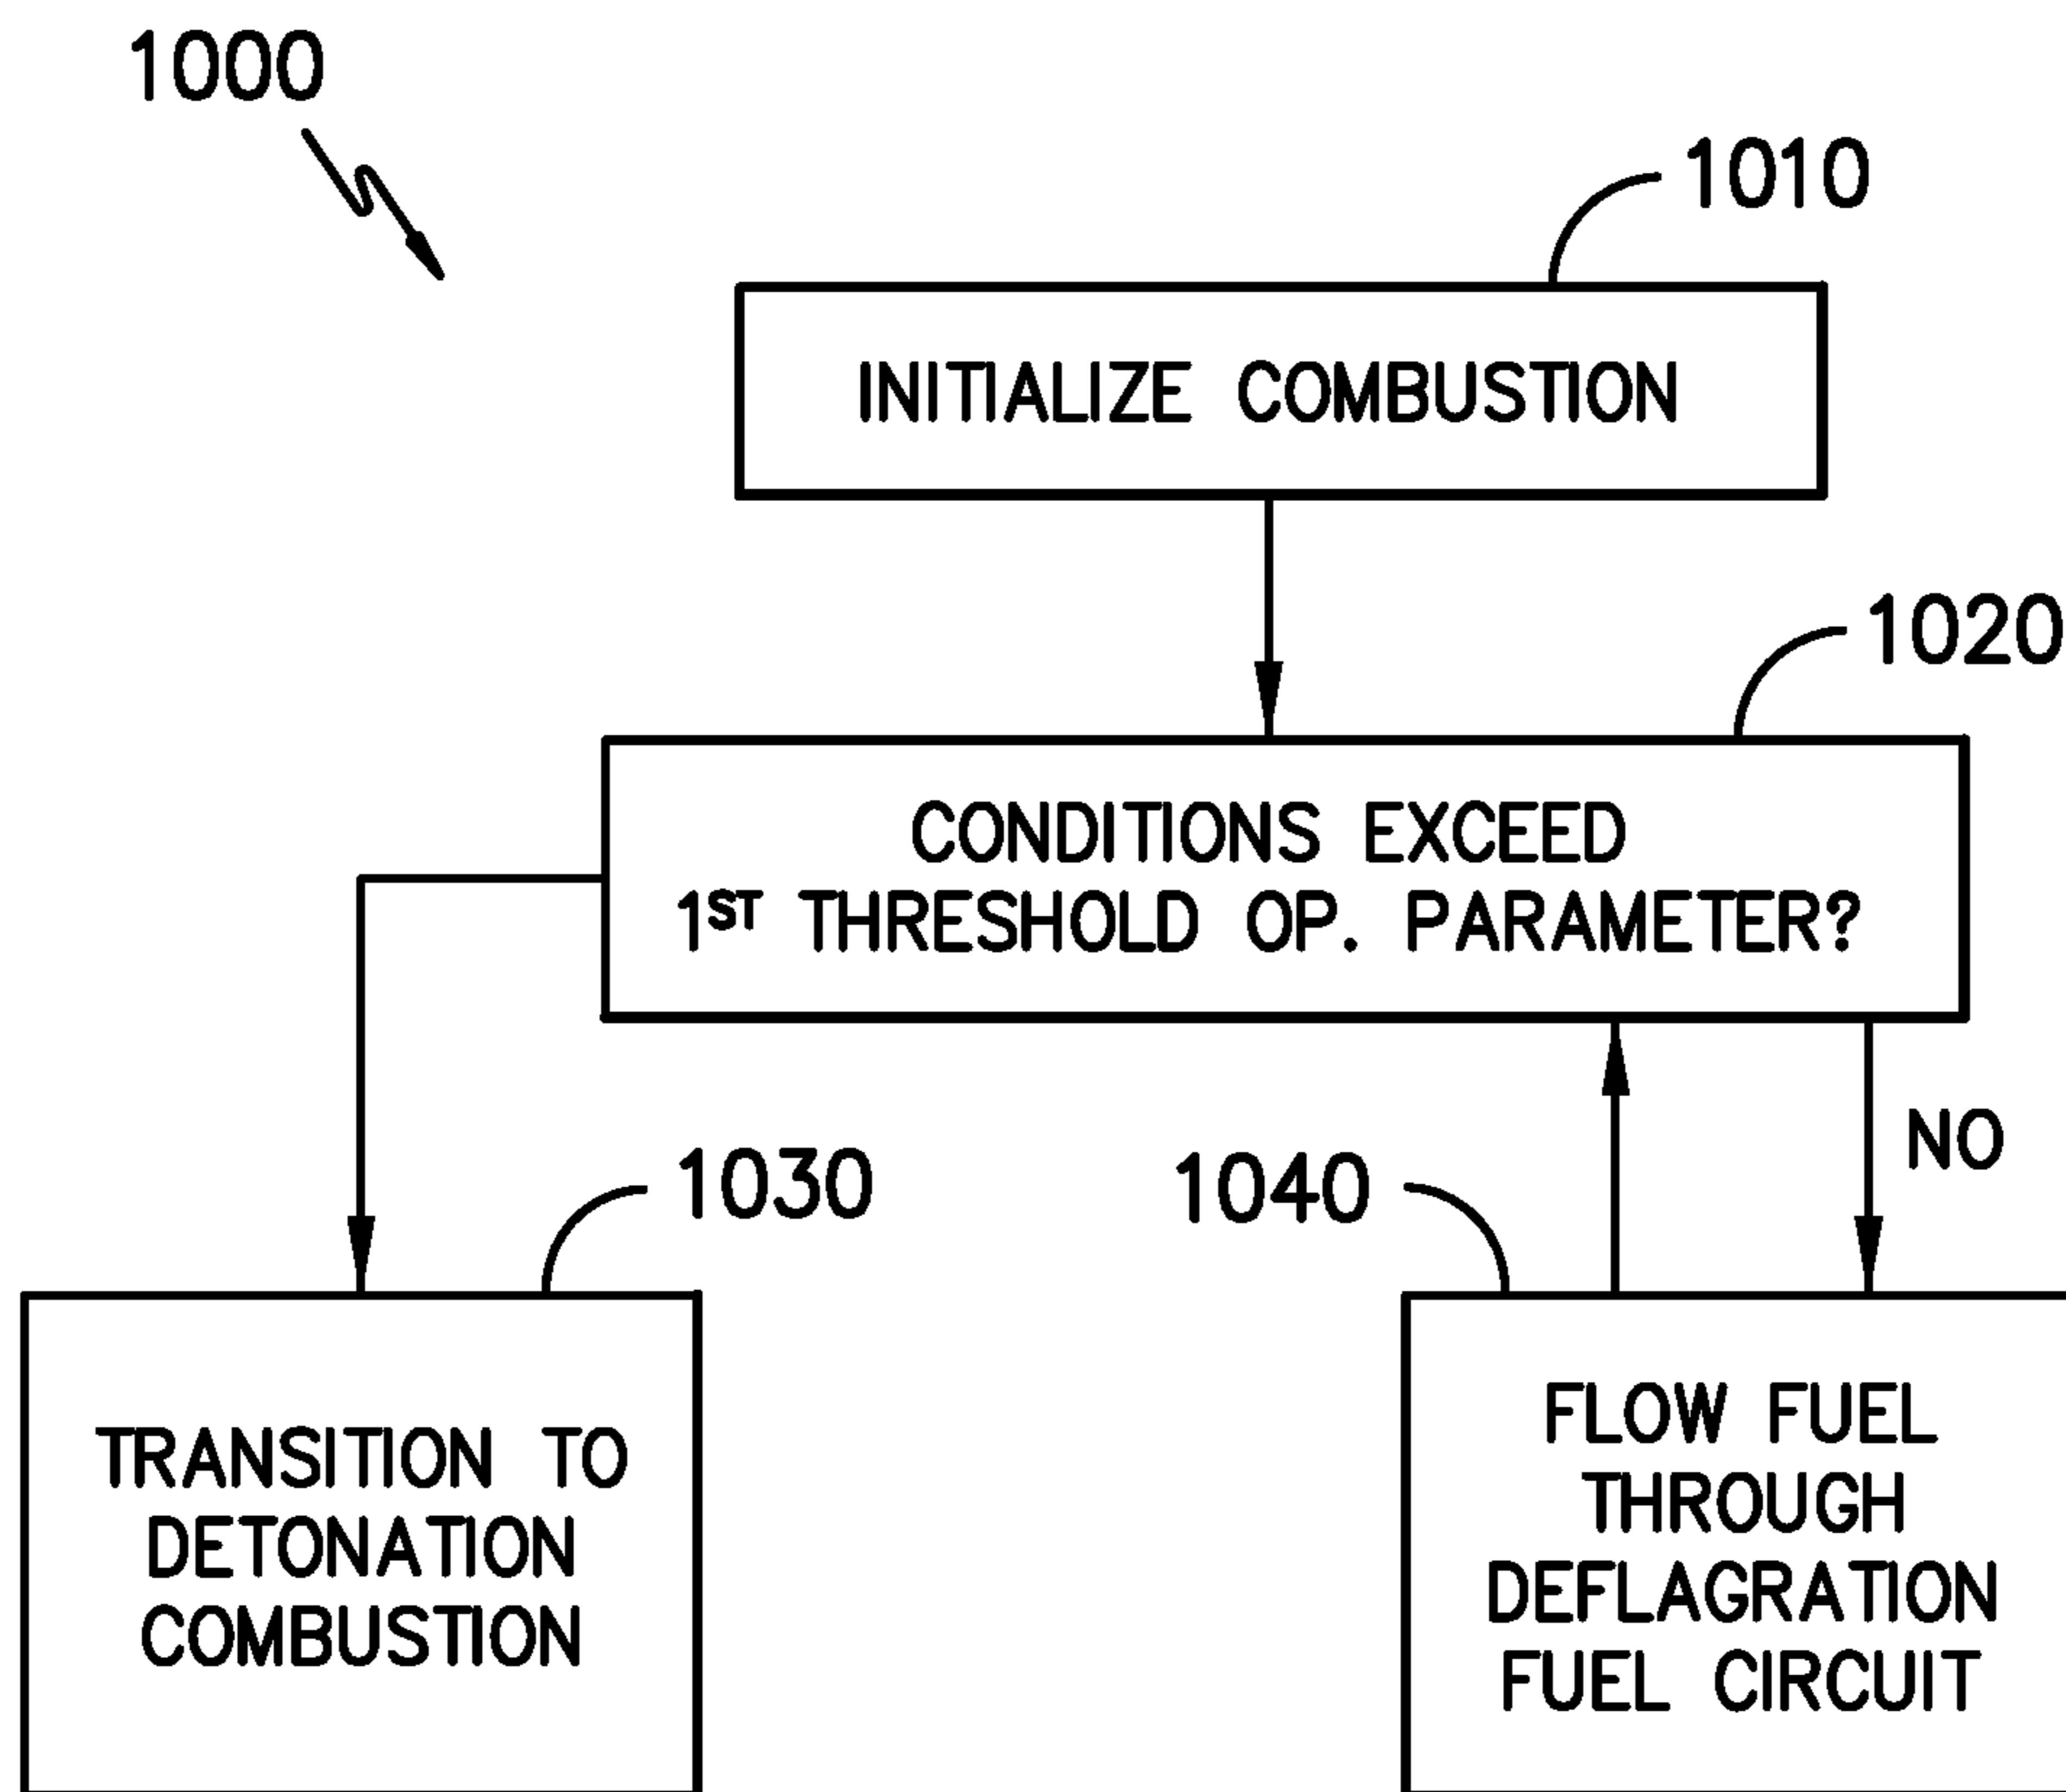 1000
1010
INITIALIZE COMBUSTION
1020
CONDITIONS EXCEED
1ST THRESHOLD OP. PARAMETER?
NO
1030
1040
TRANSITION TO
DETONATION
COMBUSTION
FLOW FUEL
THROUGH
DEFLAGRATION
FUEL CIRCUIT